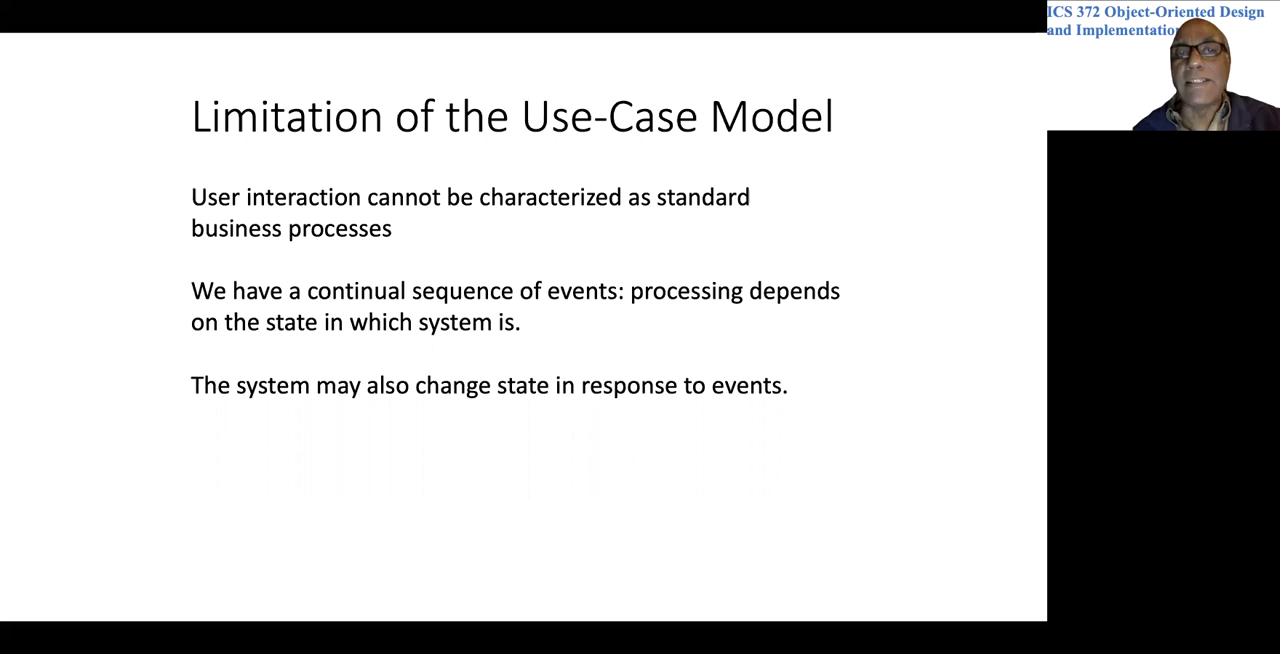 ICS 372 Object-Oriented Design
and Implementation
Limitation of the Use-Case Model
User interaction cannot be characterized as standard
business processes
We have a continual sequence of events: processing depends
on the state in which system is.
The system may also change state in response to events.